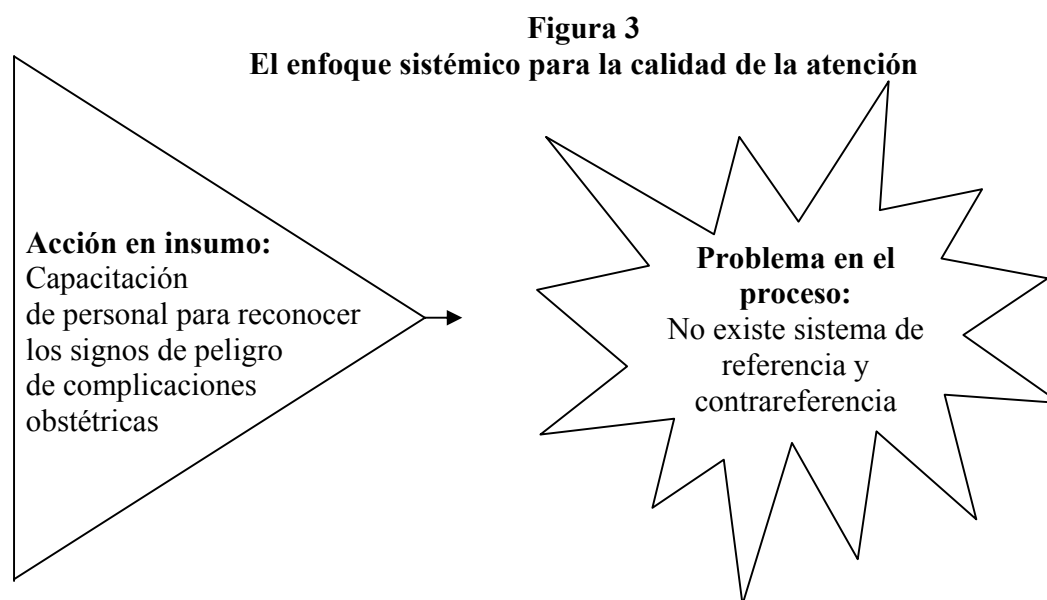 Figura 3
El enfoque sistémico para la calidad de la atención
Acción en insumo:
Capacitación
de personal para reconocer
los signos de peligro
de complicaciones
obstétricas
Problema en el
proceso:
No existe sistema de
referencia y
contrareferencia